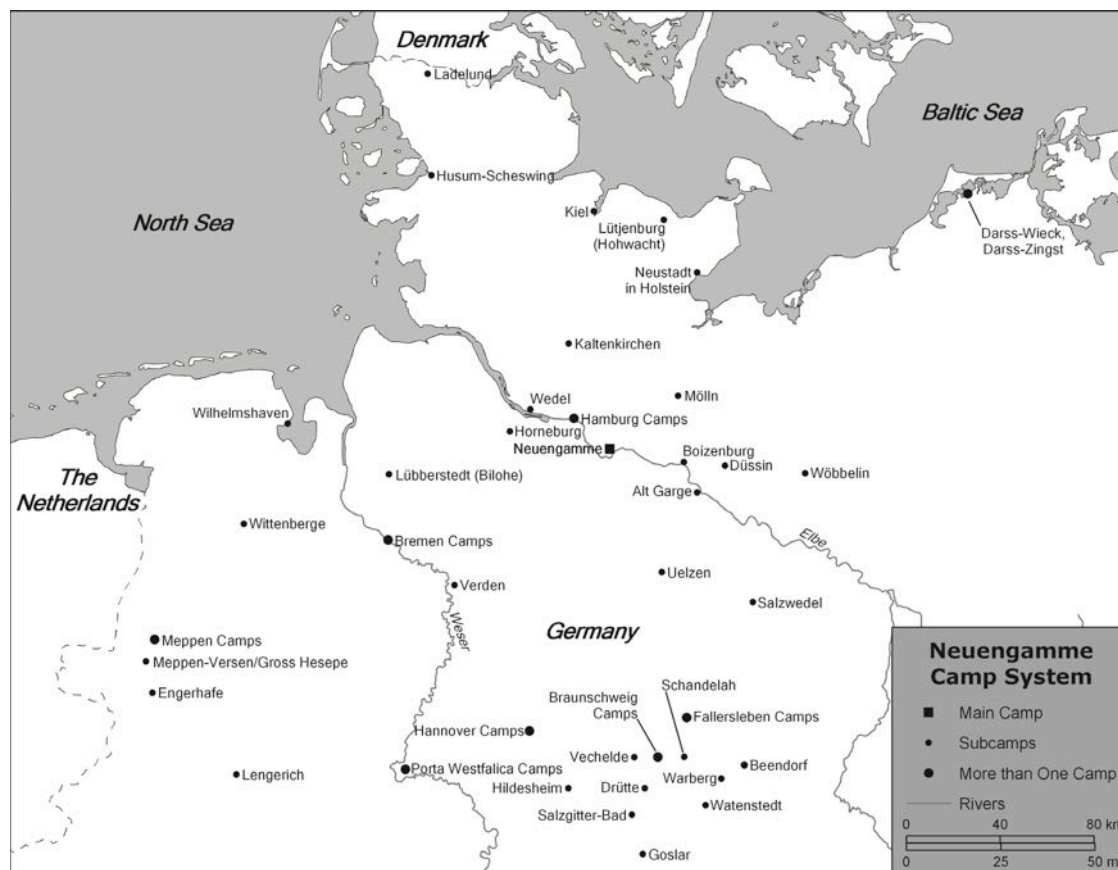 Denmark
Ladelund
Baltic Sea
Husum-Scheswing
North Sea
Kiel
Lütjenburg
(Hohwacht)
Darss-Wieck,
Darss-Zingst
Neustadt
in Holstein
Kaltenkirchen
Wedel
Mölln
Wilhelmshaven
Hamburg Camps
Horneburg
Neuengamme
Boizenburg
Düssin
Wöbbelin
The
Netherlands
Lübberstedt (Bilohe)
Alt Garge
Wittenberge
Bremen Camps
Elbe
Verden
Uelzen
Salzwedel
Weser
Germany
Meppen Camps
Meppen-Versen/Gross Hesepe
Engerhafe
Schandelah
Braunschweig
Camps
Fallersleben Camps
Hannover Camps
Vechelde
Beendorf
Lengerich
Porta Westfalica Camps
Warberg
Hildesheim
Drütte
Watenstedt
Salzgitter-Bad
Goslar
Neuengamme
Camp System
Main Camp
Subcamps
More than One Camp
Rivers
0 40 80 km
0 25 50 m